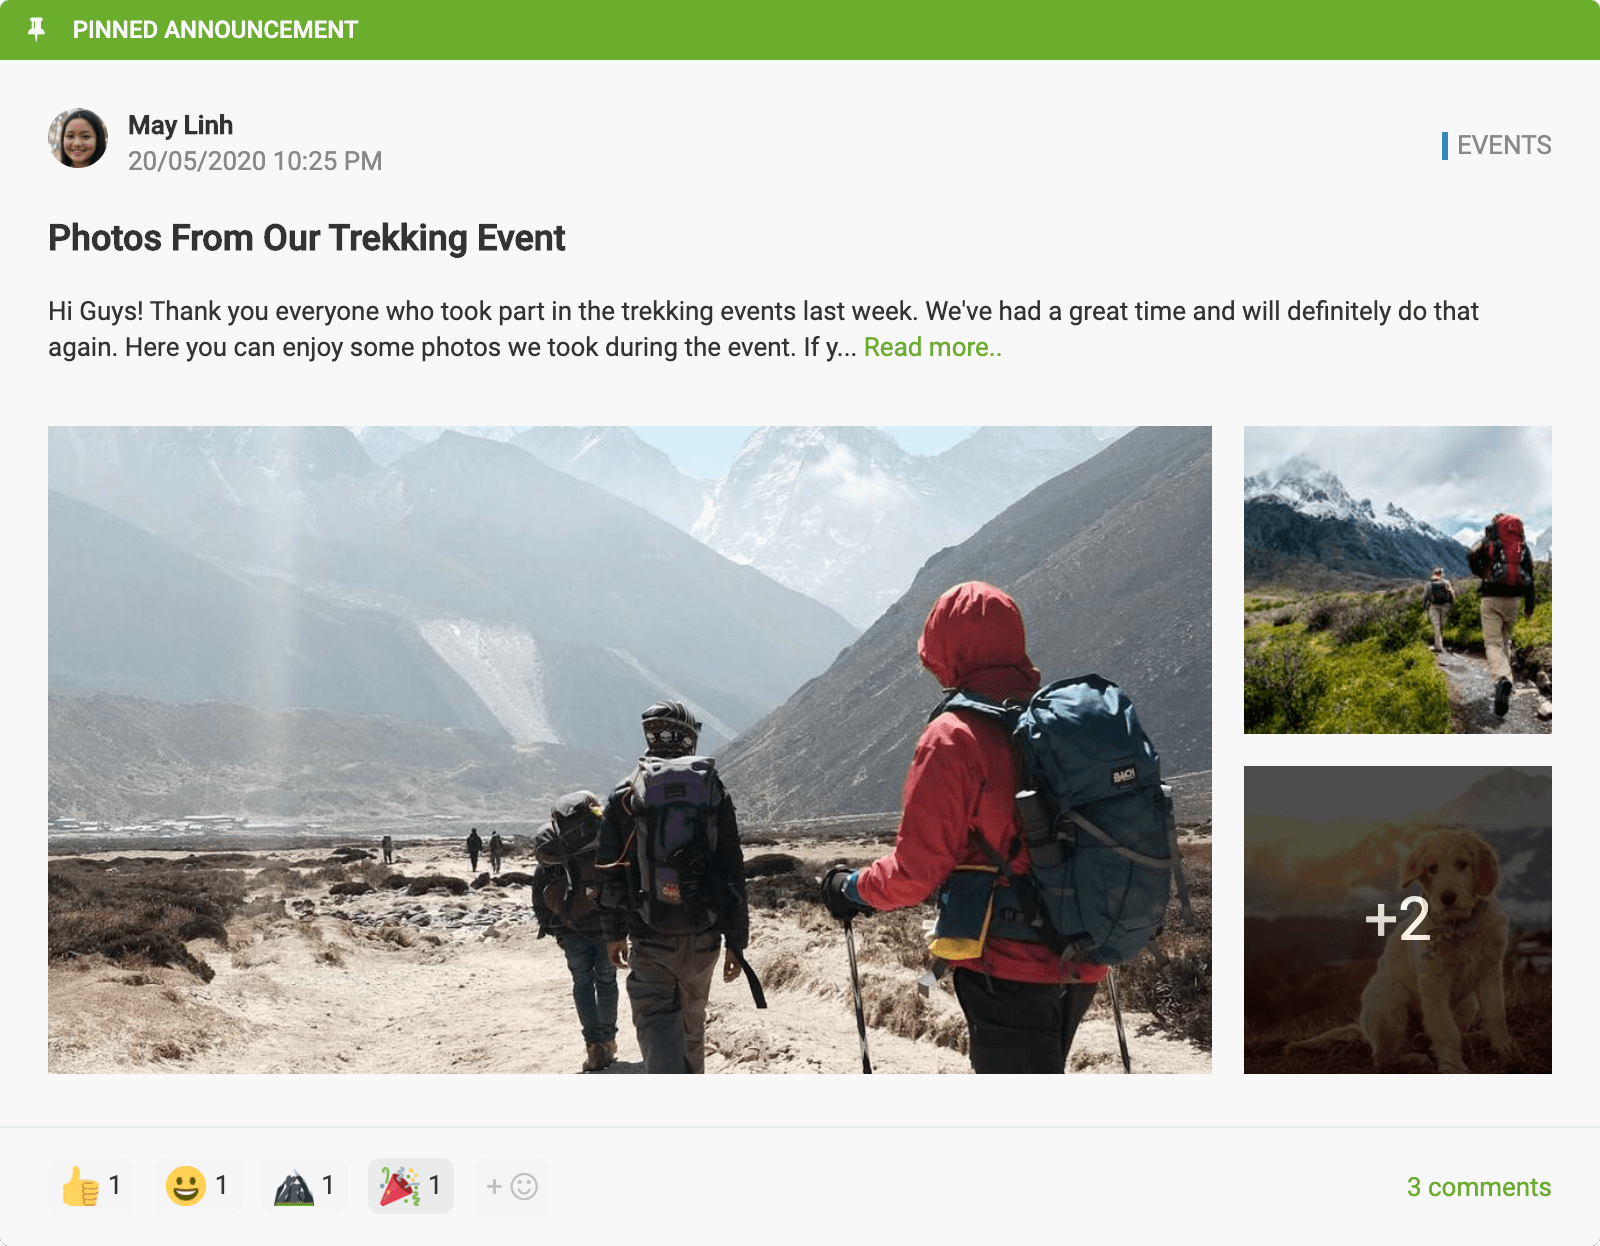 PINNED ANNOUNCEMENT
May Linh
20/05/2020 10:25 PM
EVENTS
Photos From Our Trekking Event
Hi Guys! Thank you everyone who took part in the trekking events last week. We've had a great time and will definitely do that
again. Here you can enjoy some photos we took during the event. If y... Read more..
BACH
+2
1
1
1
1
+
3 comments